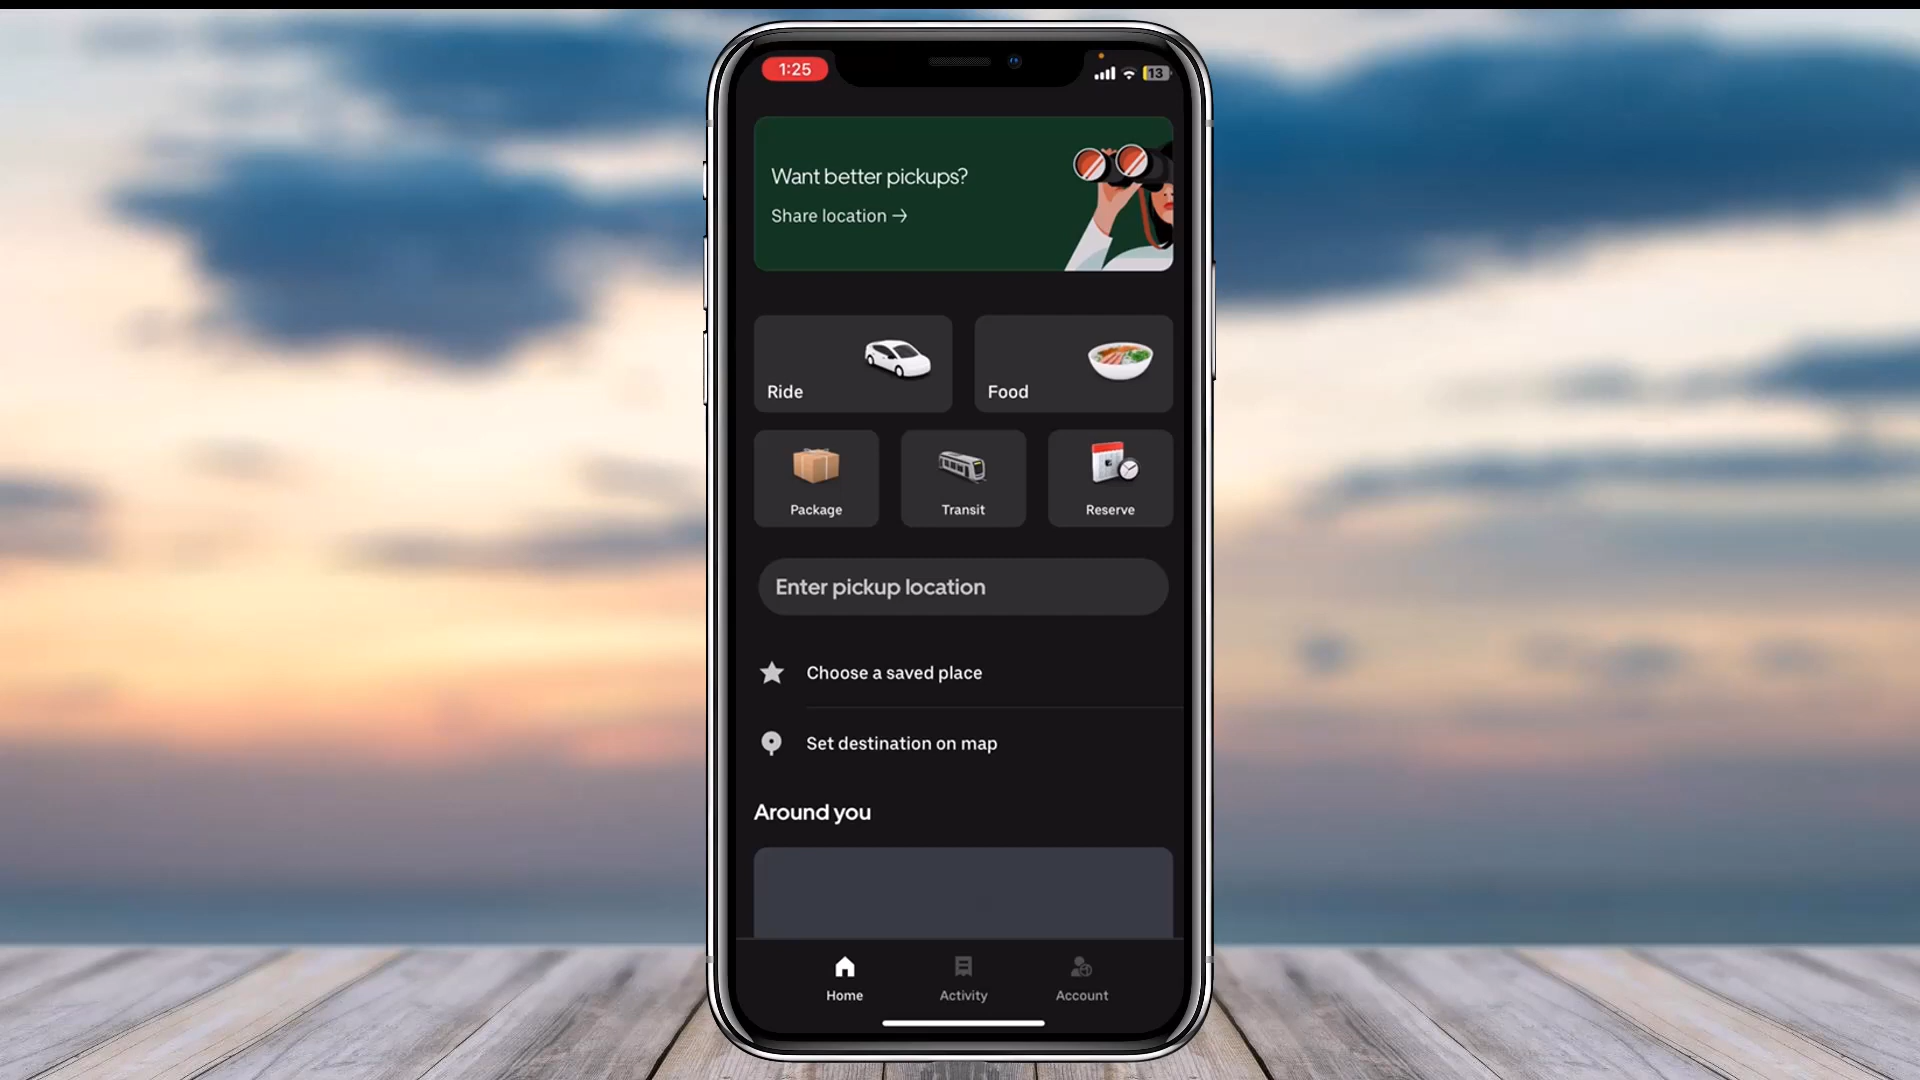 1:25
13
Want better pickups?
Share location →
Ride
Food
Package
Transit
Reserve
Enter pickup location
Choose a saved place
Set destination on map
Around you
Home
Activity
Account